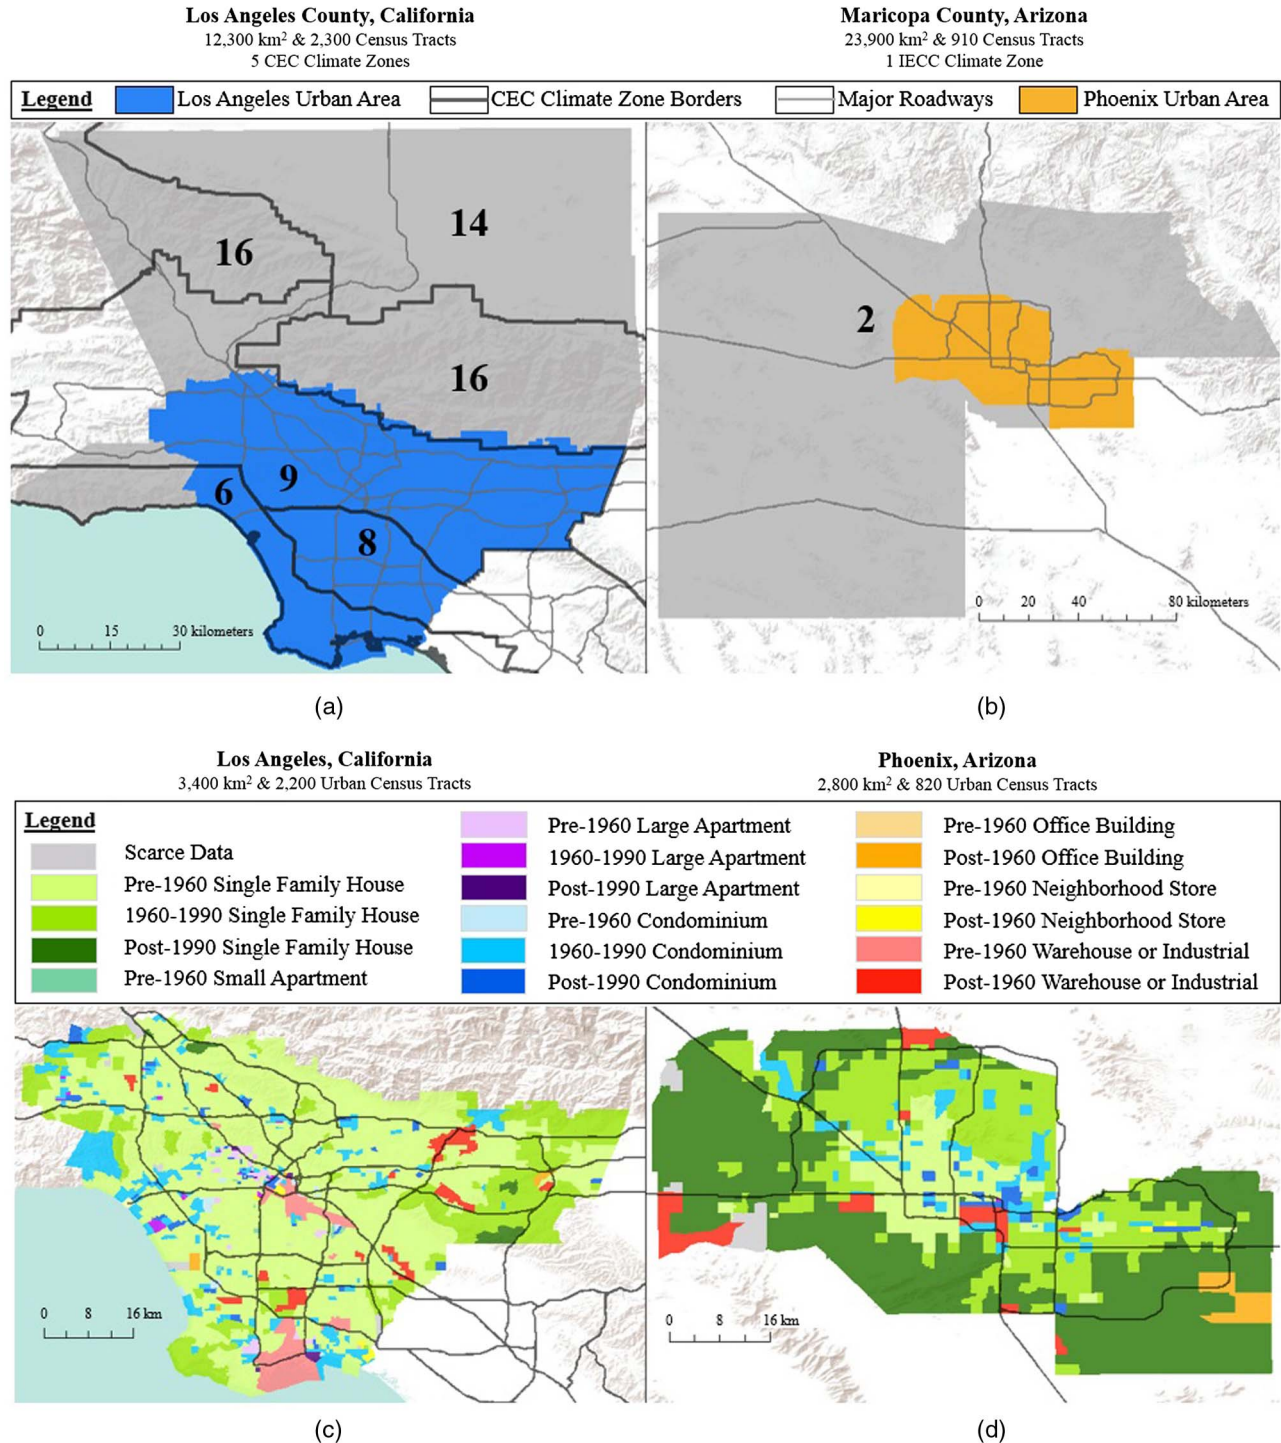 Los Angeles County, California
12,300 km² & 2,300 Census Tracts
5 CEC Climate Zones
Maricopa County, Arizona
23,900 km² & 910 Census Tracts
1 IECC Climate Zone
Legend
Los Angeles Urban Area
CEC Climate Zone Borders
Major Roadways
Phoenix Urban Area
14
16
16
9
6
8
0 15 30 kilometers
2
0 20 40 80 kilometers
(a)
(b)
Los Angeles, California
3,400 km² & 2,200 Urban Census Tracts
Phoenix, Arizona
2,800 km² & 820 Urban Census Tracts
Legend
Scarce Data
Pre-1960 Single Family House
1960-1990 Single Family House
Post-1990 Single Family House
Pre-1960 Small Apartment
Pre-1960 Large Apartment
1960-1990 Large Apartment
Post-1990 Large Apartment
Pre-1960 Condominium
1960-1990 Condominium
Post-1990 Condominium
Pre-1960 Office Building
Post-1960 Office Building
Pre-1960 Neighborhood Store
Post-1960 Neighborhood Store
Pre-1960 Warehouse or Industrial
Post-1960 Warehouse or Industrial
0 8 16 km
0 8 16 km
(c)
(d)